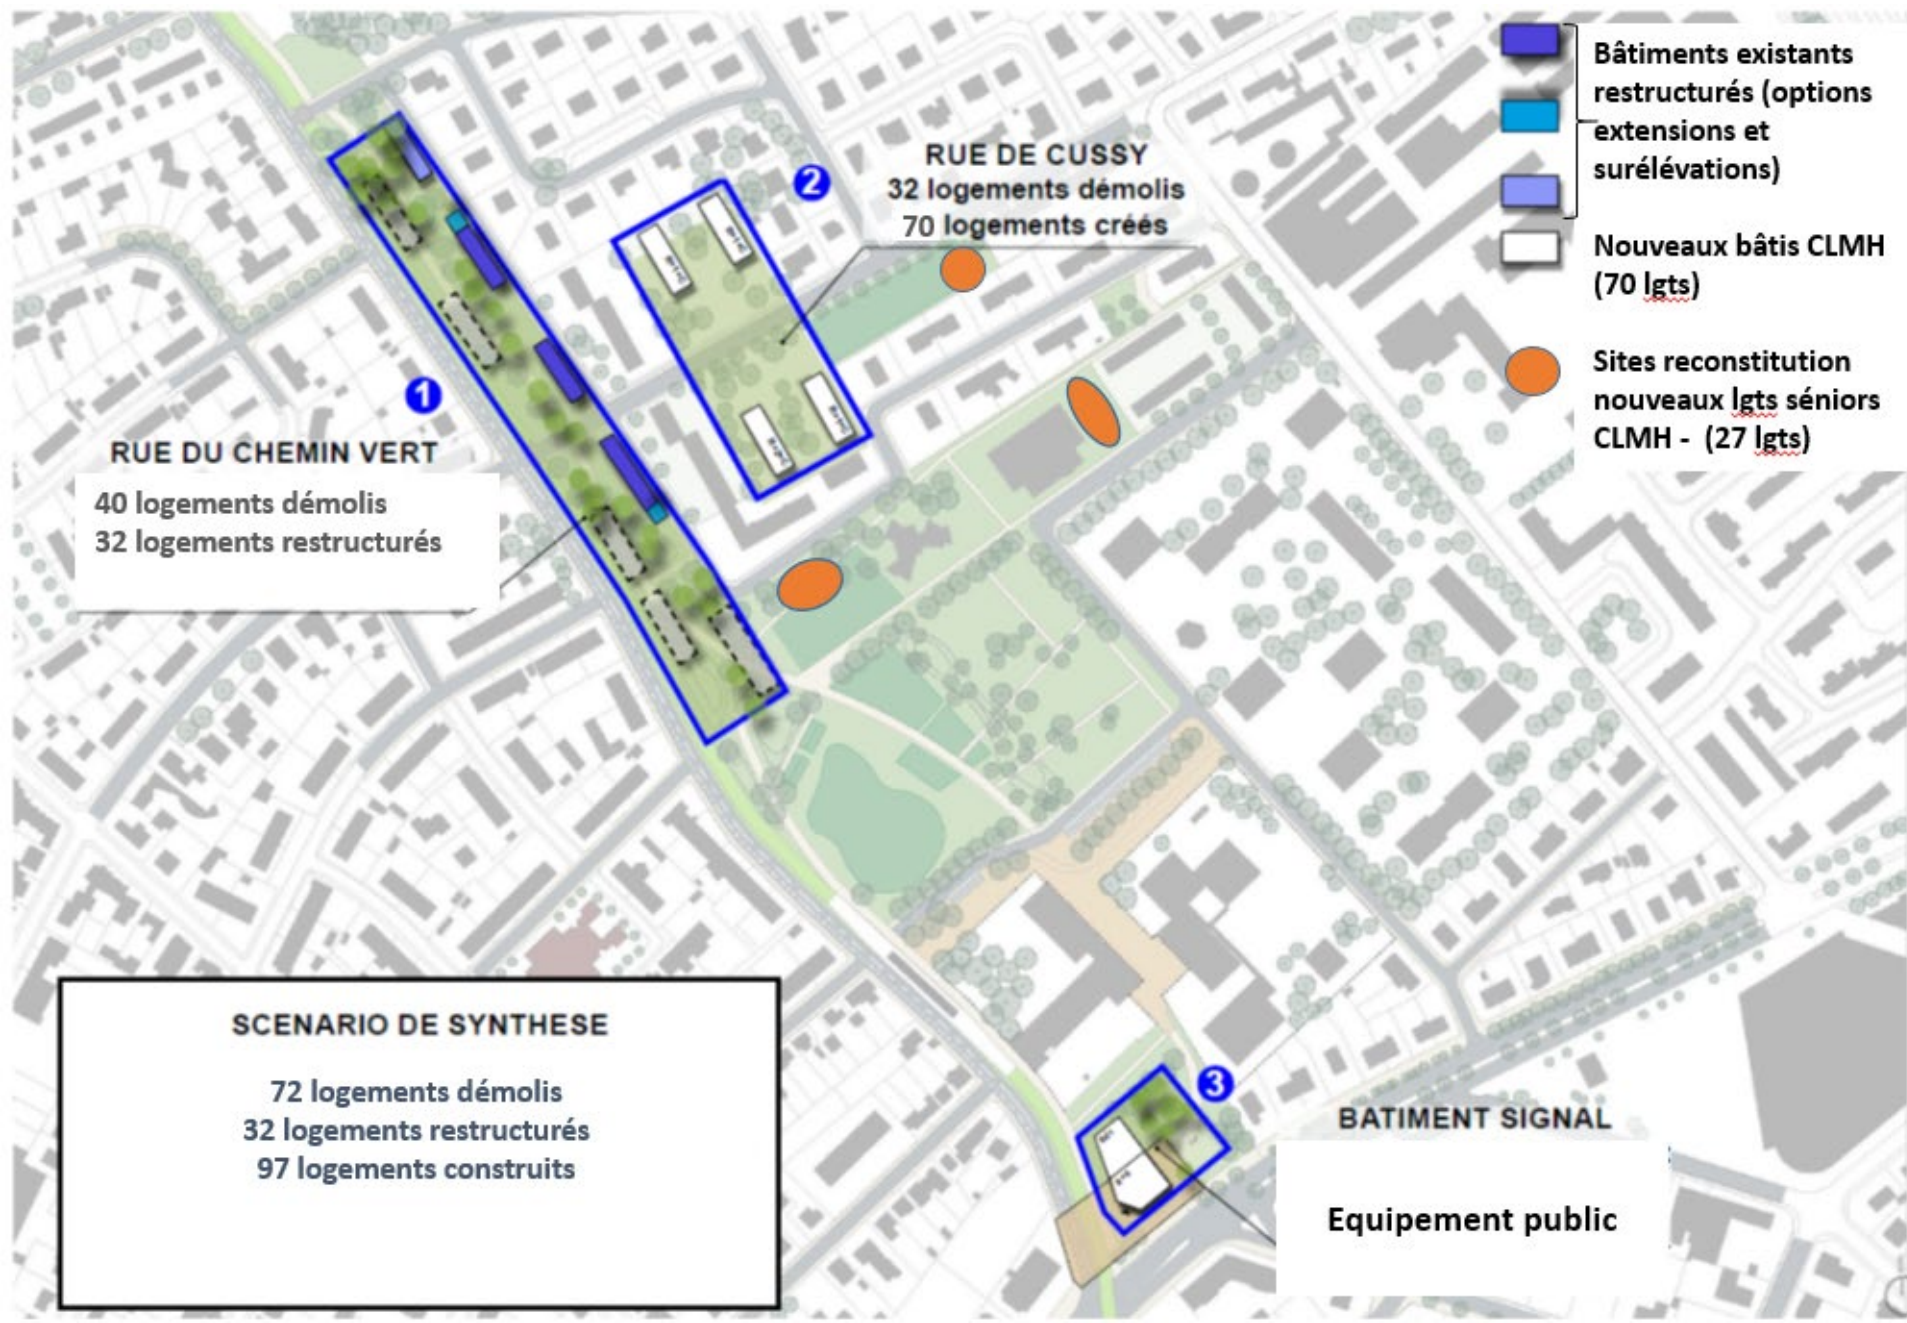 Bâtiments existants
restructurés (options
extensions et
surélévations)
Nouveaux bâtis CLMH
(70 lgts)
Sites reconstitution
nouveaux lgts séniors
CLMH - (27 lgts)
2
RUE DE CUSSY
32 logements démolis
70 logements créés
1
RUE DU CHEMIN VERT
40 logements démolis
32 logements restructurés
SCENARIO DE SYNTHESE
72 logements démolis
32 logements restructurés
97 logements construits
3
BATIMENT SIGNAL
Equipement public